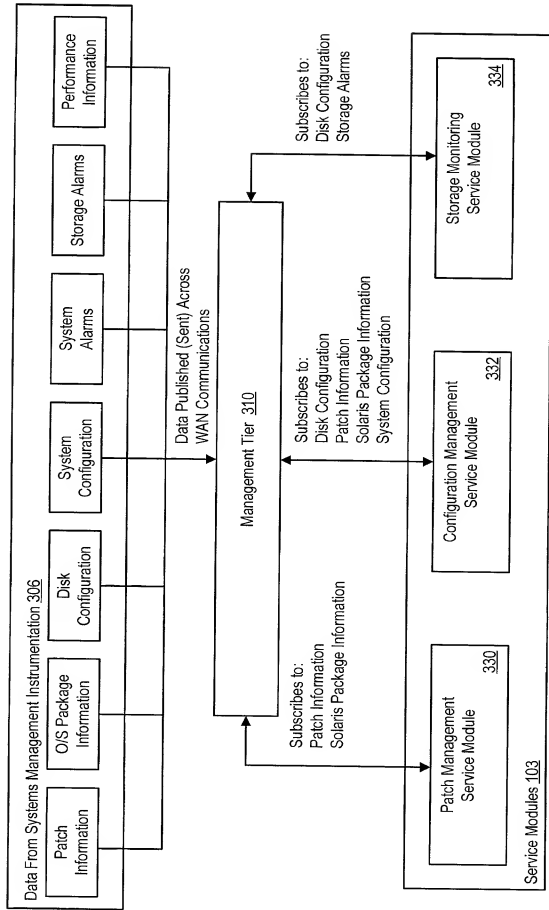 Data From Systems Management Instrumentation 306
Patch
Information
O/S Package
Information
Disk
Configuration
System
Configuration
System
Alarms
Storage Alarms
Performance
Information
Data Published (Sent) Across
WAN Communications
Management Tier 310
Subscribes to:
Patch Information
Solaris Package Information
Subscribes to:
Disk Configuration
Patch Information
Solaris Package Information
System Configuration
Subscribes to:
Disk Configuration
Storage Alarms
Patch Management
Service Module
330
Configuration Management
Service Module
332
Storage Monitoring
Service Module
334
Service Modules 103